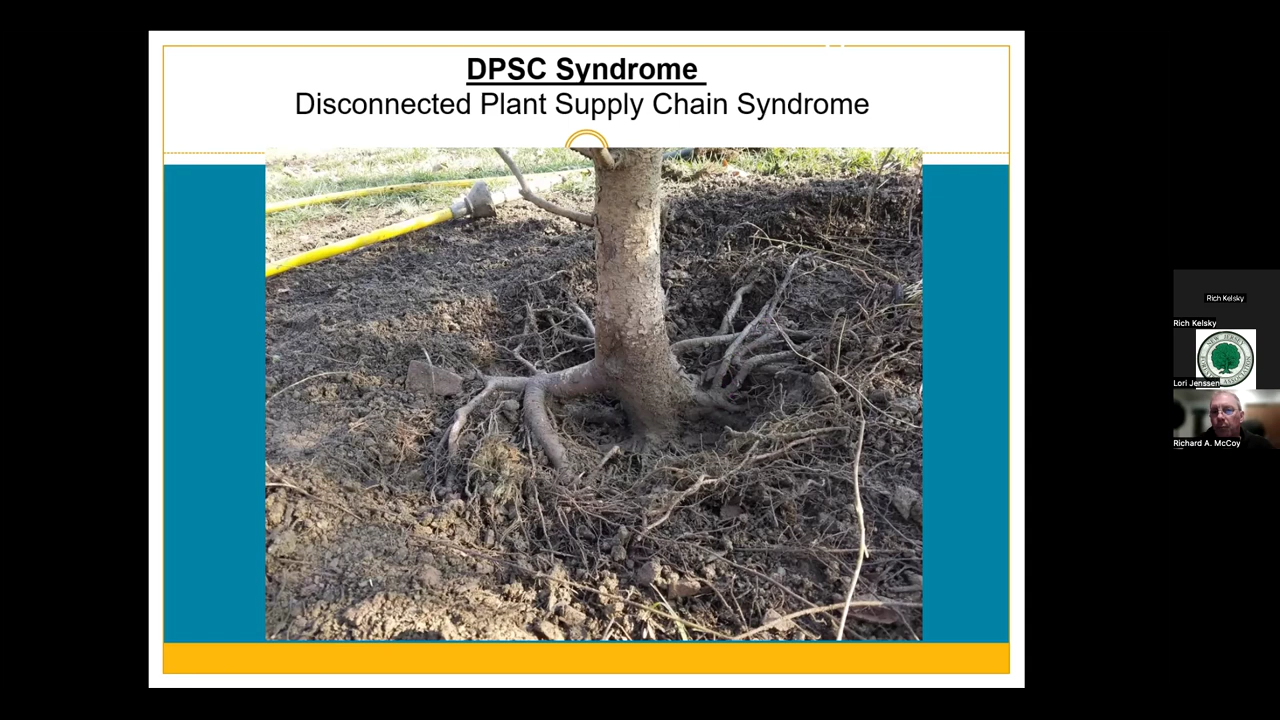 DPSC Syndrome
Disconnected Plant Supply Chain Syndrome
Rich Kelsky
Rich Kelsky
Lori Jenssen
Richard A. McCoy